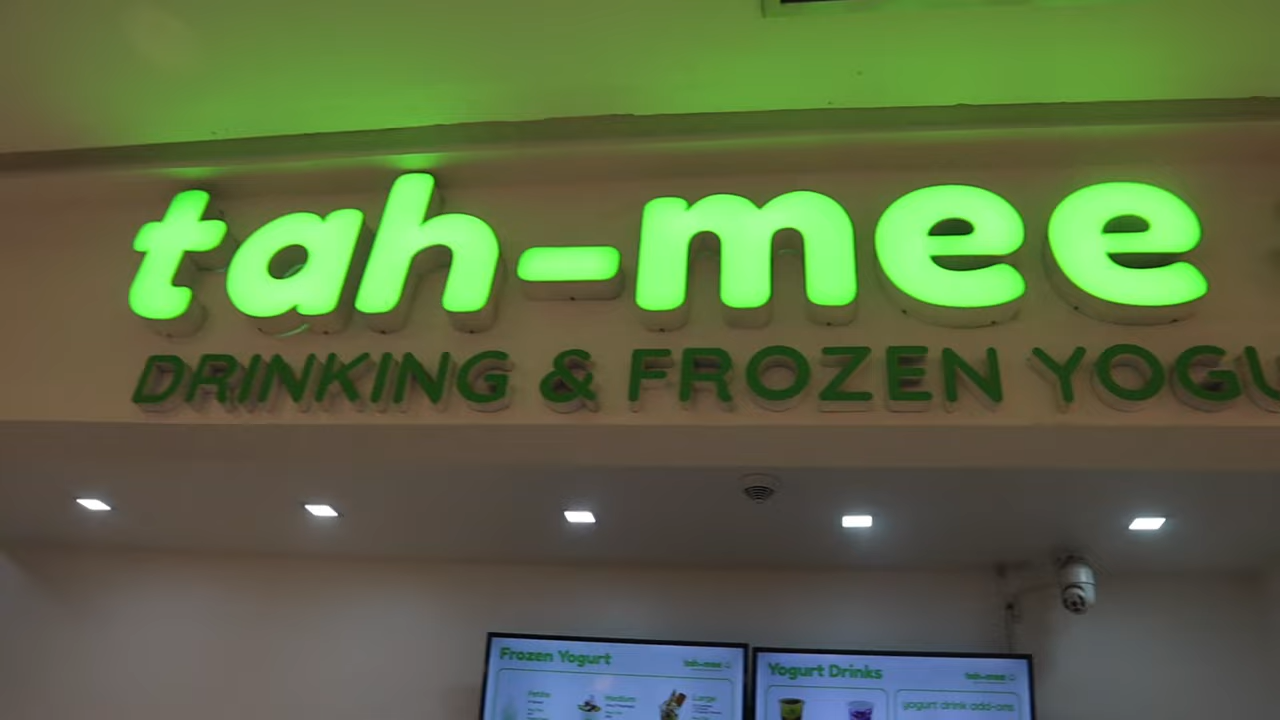 tah-mee
DRINKING & FROZEN YOGU
Frozen Yogurt
tah-mee
Petite
Medium
Large
Yogurt Drinks
tah-mee
yogurt drink add-ons